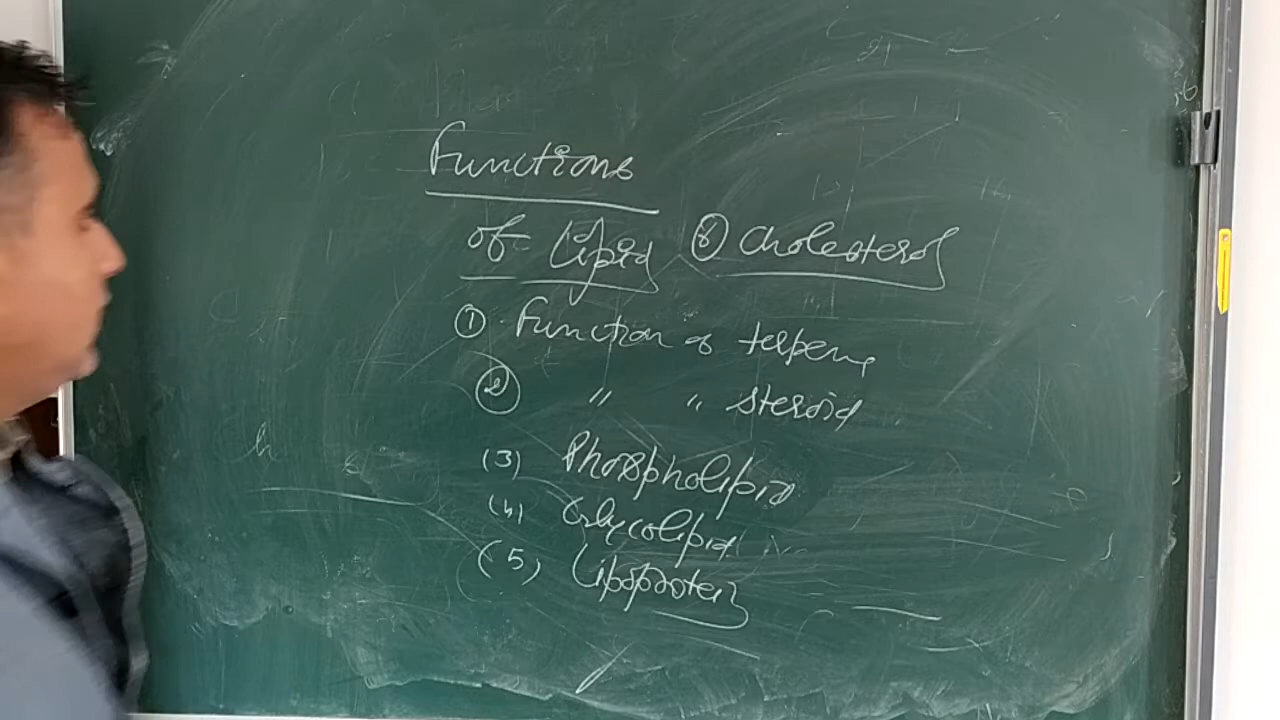 Functions
of Lipid (6) Cholesterol
(1) Function of terpene
(2) " " steroid
(3) Phospholipid
(4) Glycolipid
(5) Lipoprotein